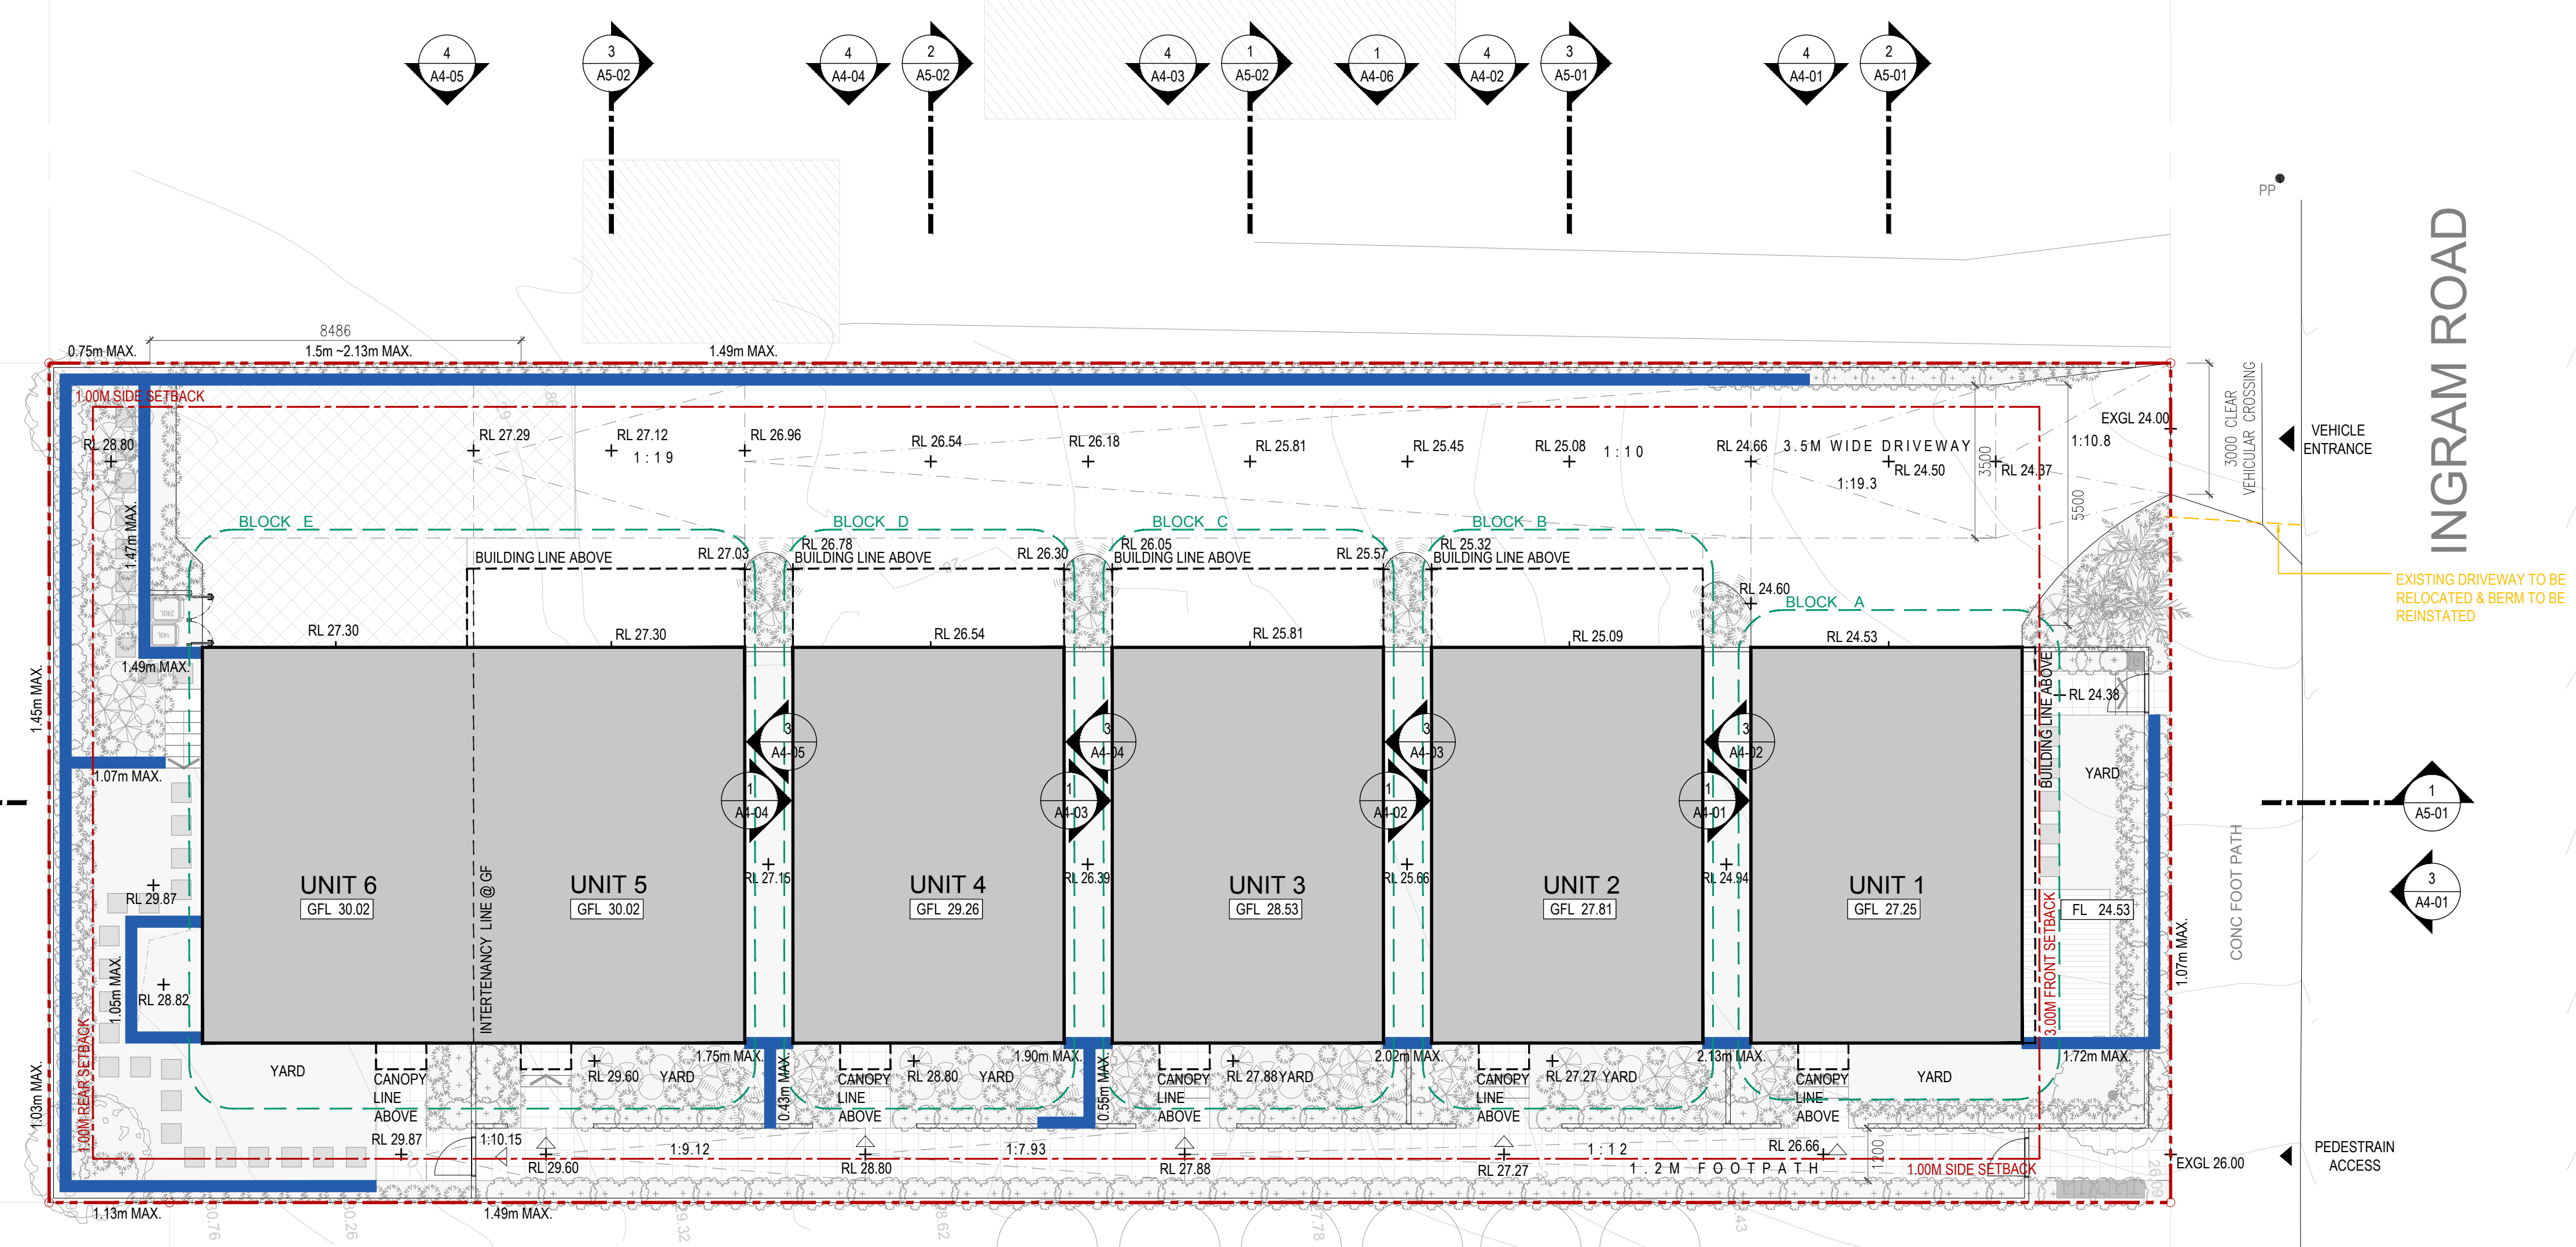 4
A4-05
3
A5-02
4
A4-04
2
A5-02
4
A4-03
1
A5-02
1
A4-06
4
A4-02
3
A5-01
4
A4-01
2
A5-01
PP
INGRAM ROAD
8486
0.75m MAX.
1.5m ~2.13m MAX.
1.49m MAX.
3000 CLEAR
VEHICULAR CROSSING
1.00M SIDE SETBACK
EXGL 24.00
VEHICLE
ENTRANCE
RL 28.80
RL 27.29
RL 27.12
1:19
RL 26.96
RL 26.54
RL 26.18
RL 25.81
RL 25.45
RL 25.08
1:10
RL 24.66
3.5M WIDE DRIVEWAY
RL 24.50
1:19.3
3500
RL 24.37
1:10.8
5500
1.47m MAX.
BLOCK E
BLOCK D
BLOCK C
BLOCK B
BUILDING LINE ABOVE
RL 27.03
RL 26.78
BUILDING LINE ABOVE
RL 26.30
RL 26.05
BUILDING LINE ABOVE
RL 25.57
RL 25.32
BUILDING LINE ABOVE
RL 24.60
BLOCK A
EXISTING DRIVEWAY TO BE
RELOCATED & BERM TO BE
REINSTATED
240L
140L
RL 27.30
RL 27.30
RL 26.54
RL 25.81
RL 25.09
RL 24.53
1.49m MAX.
1.45m MAX.
BUILDING LINE ABOVE
RL 24.38
3
A4-05
3
A4-04
3
A4-03
3
A4-02
1.07m MAX.
YARD
1
A4-04
1
A4-03
1
A4-02
1
A4-01
1
A5-01
3
A4-01
CONC FOOT PATH
INTERTENANCY LINE @ GF
RL 27.15
RL 26.39
RL 25.66
RL 24.94
UNIT 6
GFL 30.02
UNIT 5
GFL 30.02
UNIT 4
GFL 29.26
UNIT 3
GFL 28.53
UNIT 2
GFL 27.81
UNIT 1
GFL 27.25
FL 24.53
3.00M FRONT SETBACK
1.07m MAX.
RL 29.87
RL 28.82
1.05m MAX.
1.03m MAX.
1.00M REAR SETBACK
1.75m MAX.
1.90m MAX.
2.02m MAX.
2.13m MAX.
1.72m MAX.
YARD
CANOPY
LINE
ABOVE
RL 29.60
YARD
0.43m MAX.
CANOPY
LINE
ABOVE
RL 28.80
YARD
0.55m MAX.
CANOPY
LINE
ABOVE
RL 27.88
YARD
CANOPY
LINE
ABOVE
RL 27.27
YARD
CANOPY
LINE
ABOVE
YARD
RL 29.87
1:10.15
RL 29.60
1:9.12
RL 28.80
1:7.93
RL 27.88
RL 27.27
1:12
1.2M FOOTPATH
RL 26.66
1200
1.00M SIDE SETBACK
EXGL 26.00
PEDESTRAIN
ACCESS
1.13m MAX.
1.49m MAX.
30.76
30.26
29.32
28.62